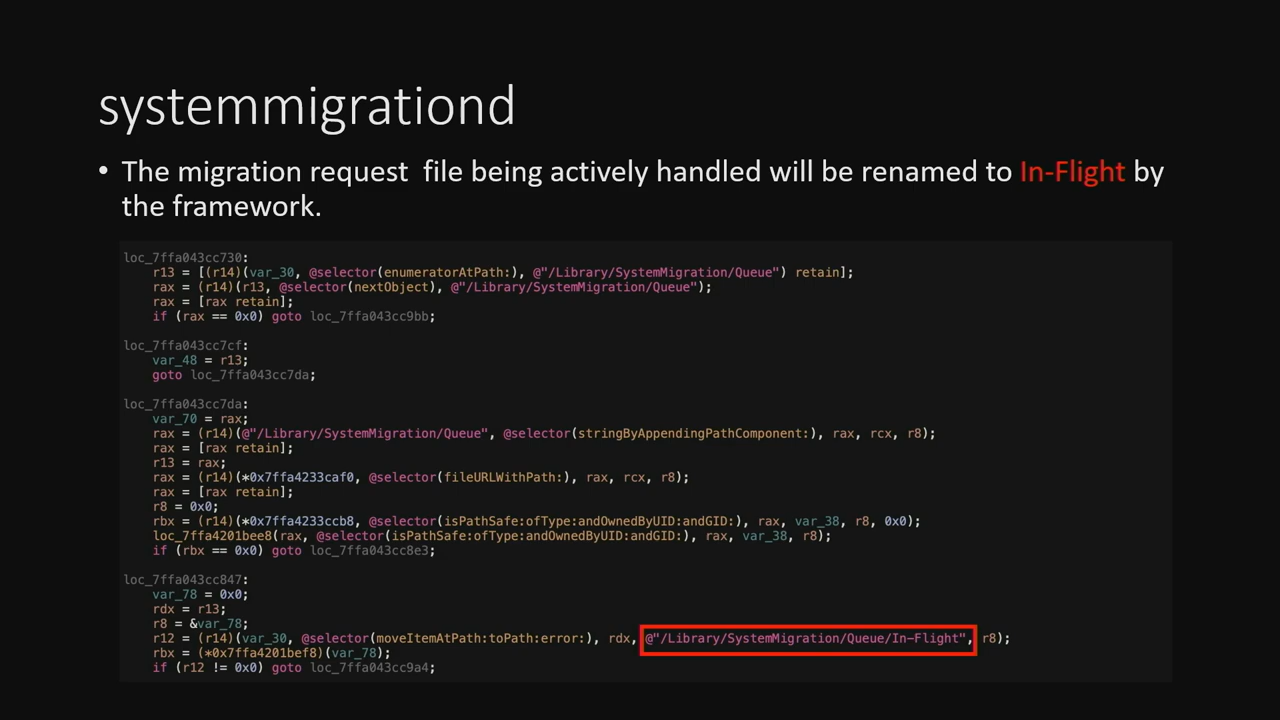 systemmigrationd
• The migration request  file being actively handled will be renamed to In-Flight by
the framework.
loc_7ffa043cc730:
r13 = [(r14)(var_30, @selector(enumeratorAtPath:), @"/Library/SystemMigration/Queue") retain];
rax = (r14)(r13, @selector(nextObject), @"/Library/SystemMigration/Queue");
rax = [rax retain];
if (rax == 0x0) goto loc_7ffa043cc9bb;
loc_7ffa043cc7cf:
var_48 = r13;
goto loc_7ffa043cc7da;
loc_7ffa043cc7da:
var_70 = rax;
rax = (r14)(@"/Library/SystemMigration/Queue", @selector(stringByAppendingPathComponent:), rax, rcx, r8);
rax = [rax retain];
r13 = rax;
rax = (r14)(*0x7ffa4233caf0, @selector(fileURLWithPath:), rax, rcx, r8);
rax = [rax retain];
r8 = 0x0;
rbx = (r14)(*0x7ffa4233ccb8, @selector(isPathSafe:ofType:andOwnedByUID:andGID:), rax, var_38, r8, 0x0);
loc_7ffa4201bee8(rax, @selector(isPathSafe:ofType:andOwnedByUID:andGID:), rax, var_38, r8);
if (rbx == 0x0) goto loc_7ffa043cc8e3;
loc_7ffa043cc847:
var_78 = 0x0;
rdx = r13;
r8 = &var_78;
r12 = (r14)(var_30, @selector(moveItemAtPath:toPath:error:), rdx, @"/Library/SystemMigration/Queue/In-Flight", r8);
rbx = (*0x7ffa4201bef8)(var_78);
if (r12 != 0x0) goto loc_7ffa043cc9a4;